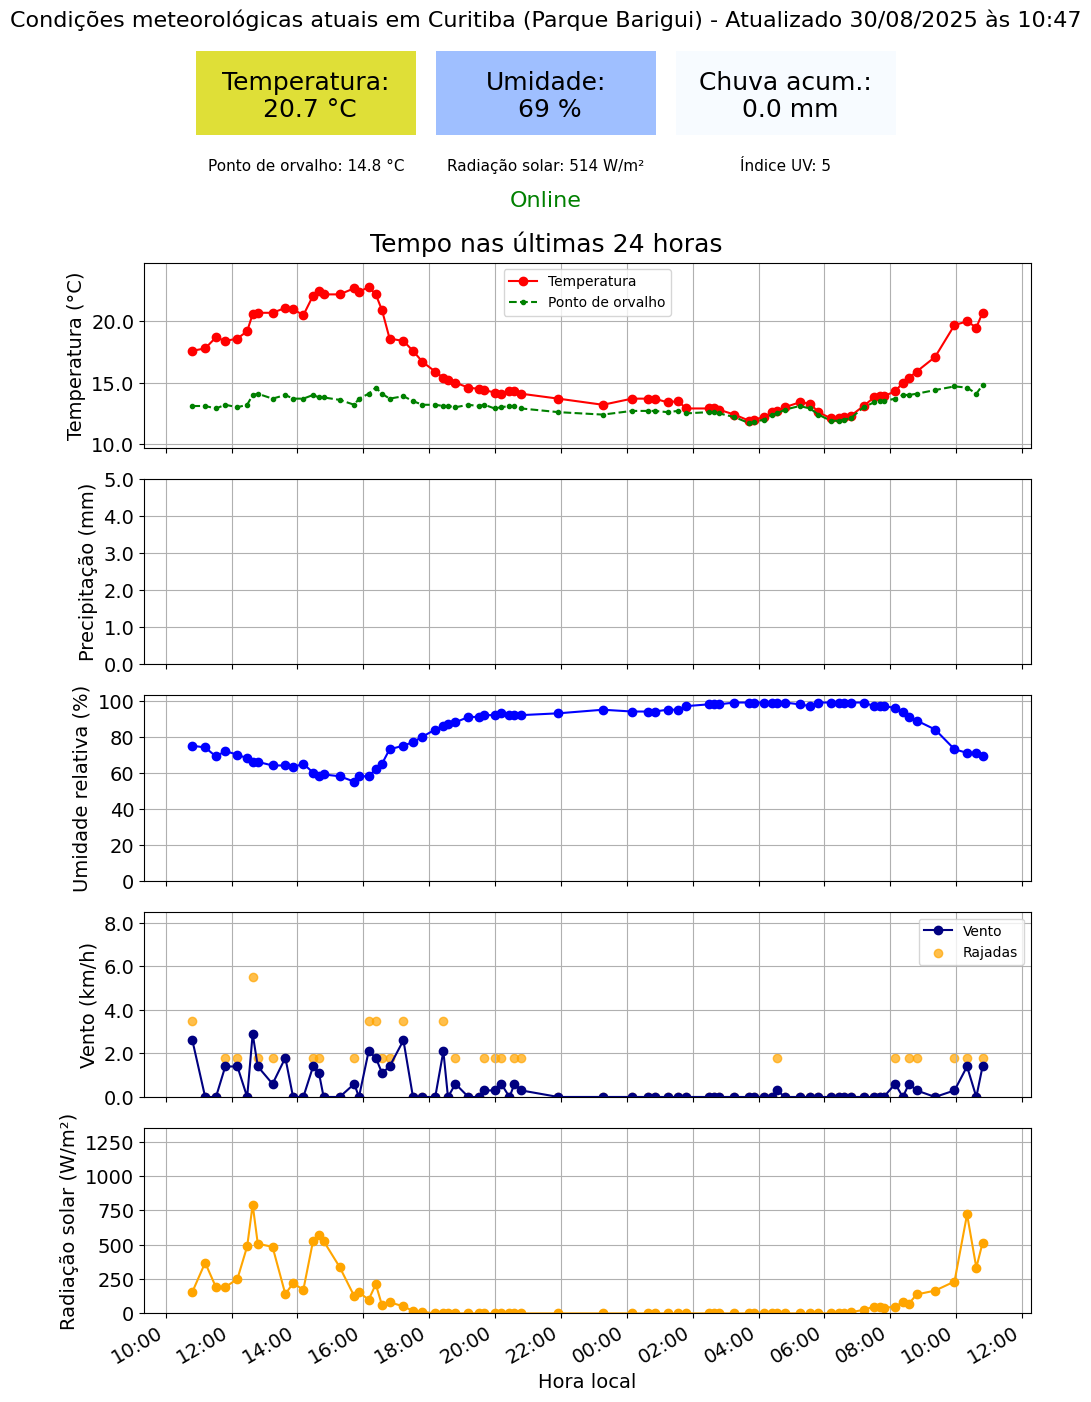 Condições meteorológicas atuais em Curitiba (Parque Barigui) - Atualizado 30/08/2025 às 10:47
Temperatura:
20.7 °C
Umidade:
69 %
Chuva acum.:
0.0 mm
Ponto de orvalho: 14.8 °C
Radiação solar: 514 W/m²
Índice UV: 5
Online
Tempo nas últimas 24 horas
Temperatura (°C)
20.0
15.0
10.0
Temperatura
Ponto de orvalho
Precipitação (mm)
5.0
4.0
3.0
2.0
1.0
0.0
Umidade relativa (%)
100
80
60
40
20
0
Vento (km/h)
8.0
6.0
4.0
2.0
0.0
Vento
Rajadas
Radiação solar (W/m²)
1250
1000
750
500
250
0
10:00
12:00
14:00
16:00
18:00
20:00
22:00
00:00
02:00
04:00
06:00
08:00
10:00
12:00
Hora local